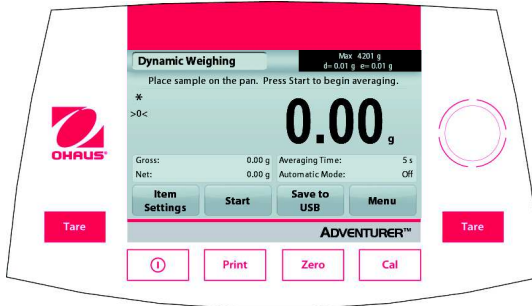 Dynamic Weighing
Max 4201 g
d= 0.01 g e= 0.01 g
Place sample on the pan. Press Start to begin averaging.
*
>0<
0.00 g
OHAUS®
Gross: 0.00 g Averaging Time: 5 s
Net: 0.00 g Automatic Mode: Off
Item Settings
Start
Save to USB
Menu
Tare
ADVENTURER™
Tare
Print
Zero
Cal